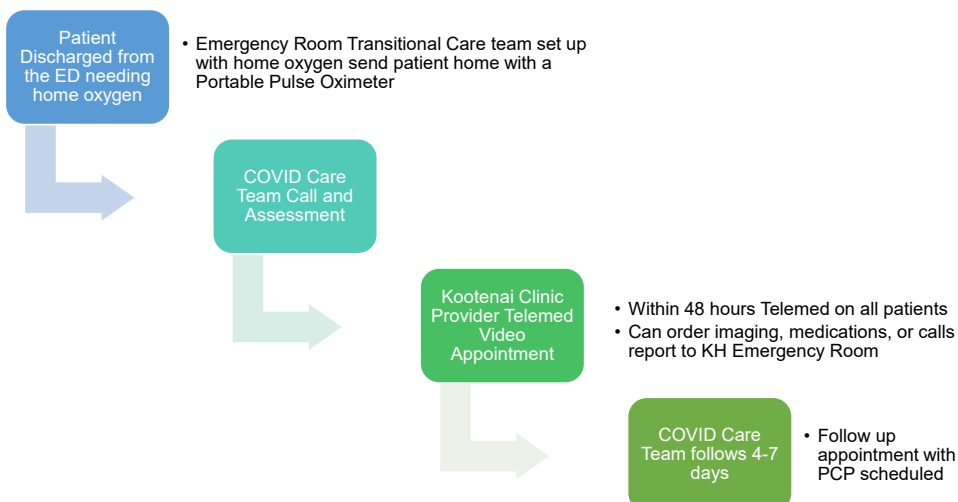 Patient
Discharged from
the ED needing
home oxygen
• Emergency Room Transitional Care team set up
with home oxygen send patient home with a
Portable Pulse Oximeter
COVID Care
Team Call and
Assessment
Kootenai Clinic
Provider Telemed
Video
Appointment
• Within 48 hours Telemed on all patients
• Can order imaging, medications, or calls
report to KH Emergency Room
COVID Care
Team follows 4-7
days
• Follow up
appointment with
PCP scheduled